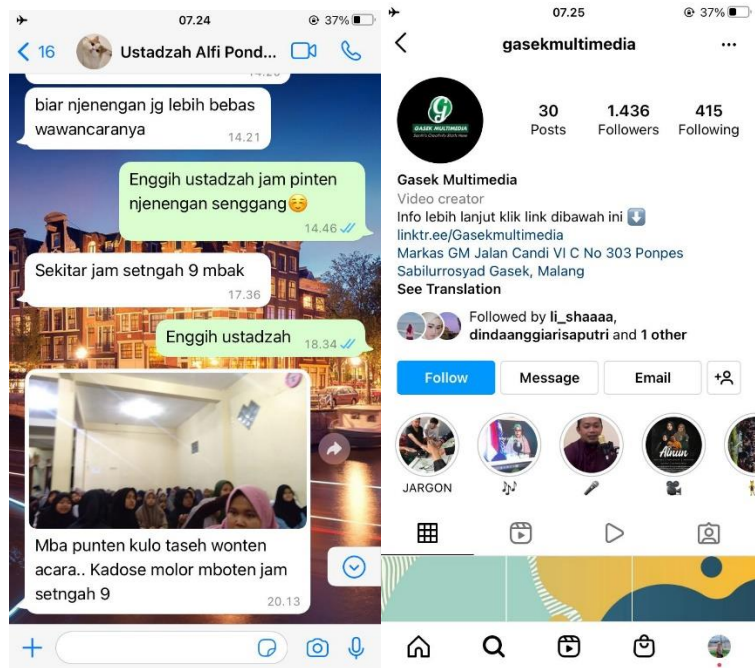 07.24
37%
16
Ustadzah Alfi Pond...
biar njenengan jg lebih bebas
wawancaranya
14.21
Enggih ustadzah jam pinten
njenengan senggang☺️
14.46
Sekitar jam setngah 9 mbak
17.36
Enggih ustadzah
18.34
Mba punten kulo taseh wonten
acara.. Kadose molor mboten jam
setngah 9
20.13
07.25
37%
gasekmultimedia
GASEK MULTIMEDIA
30
1.436
415
Posts
Followers
Following
Gasek Multimedia
Video creator
Info lebih lanjut klik link dibawah ini ⬇️
linktr.ee/Gasekmultimedia
Markas GM Jalan Candi VI C No 303 Ponpes
Sabilurrosyad Gasek, Malang
See Translation
Followed by li_shaaaa,
dindaanggiarisaputri and 1 other
Follow
Message
Email
JARGON
Alnun